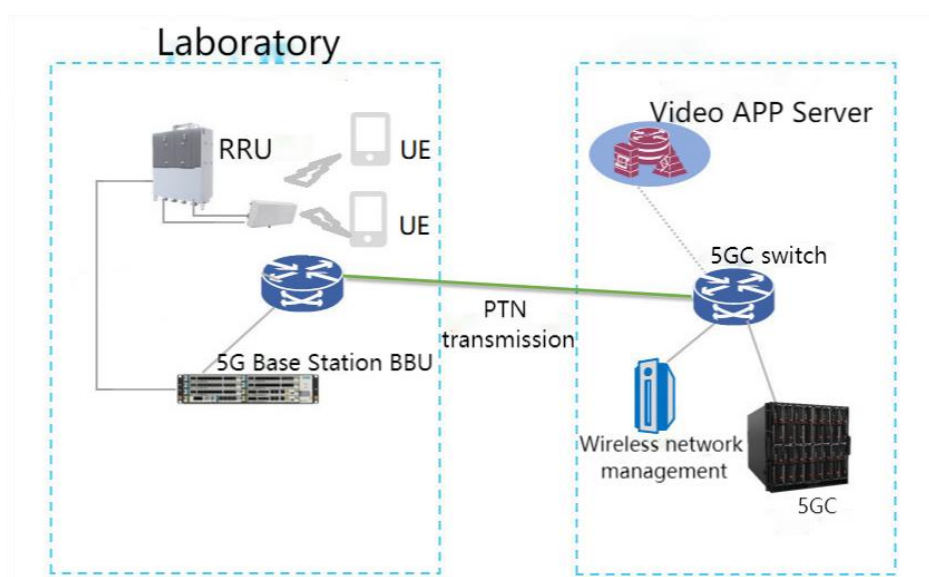 Laboratory
RRU
UE
UE
5G Base Station BBU
PTN
transmission
Video APP Server
5GC switch
Wireless network
management
5GC